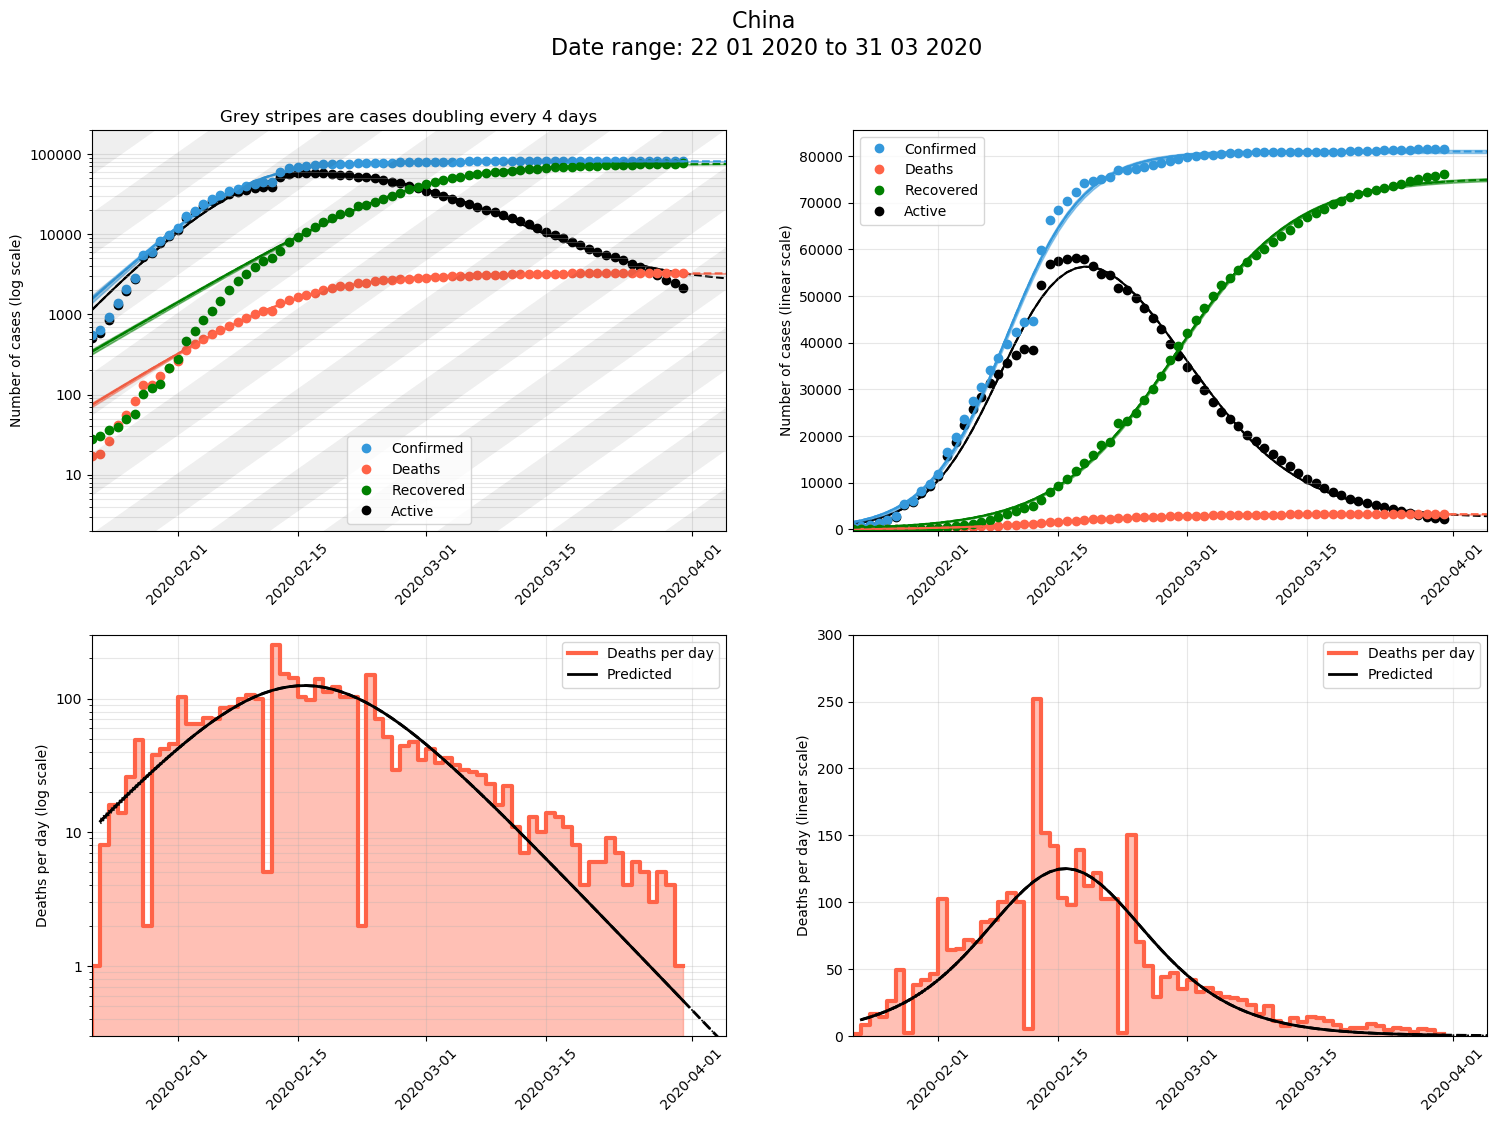 China
Date range: 22 01 2020 to 31 03 2020
Grey stripes are cases doubling every 4 days
Number of cases (log scale)
100000
10000
1000
100
10
Confirmed
Deaths
Recovered
Active
2020-02-01
2020-02-15
2020-03-01
2020-03-15
2020-04-01
Number of cases (linear scale)
80000
70000
60000
50000
40000
30000
20000
10000
0
Confirmed
Deaths
Recovered
Active
2020-02-01
2020-02-15
2020-03-01
2020-03-15
2020-04-01
Deaths per day (log scale)
100
10
1
Deaths per day
Predicted
2020-02-01
2020-02-15
2020-03-01
2020-03-15
2020-04-01
Deaths per day (linear scale)
300
250
200
150
100
50
0
Deaths per day
Predicted
2020-02-01
2020-02-15
2020-03-01
2020-03-15
2020-04-01